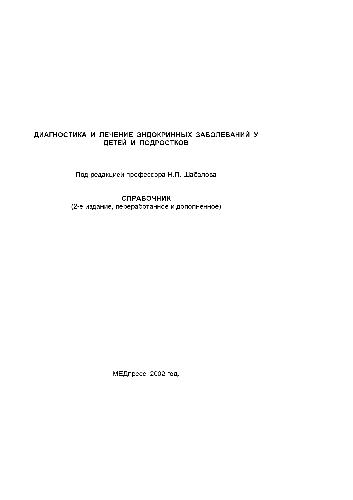 ДИАГНОСТИКА И ЛЕЧЕНИЕ ЭНДОКРИННЫХ ЗАБОЛЕВАНИЙ У
ДЕТЕЙ И ПОДРОСТКОВ
Под редакцией профессора Н.П. Шабалова
СПРАВОЧНИК
(2-е издание, переработанное и дополненное)
МЕДпресс, 2002 год.